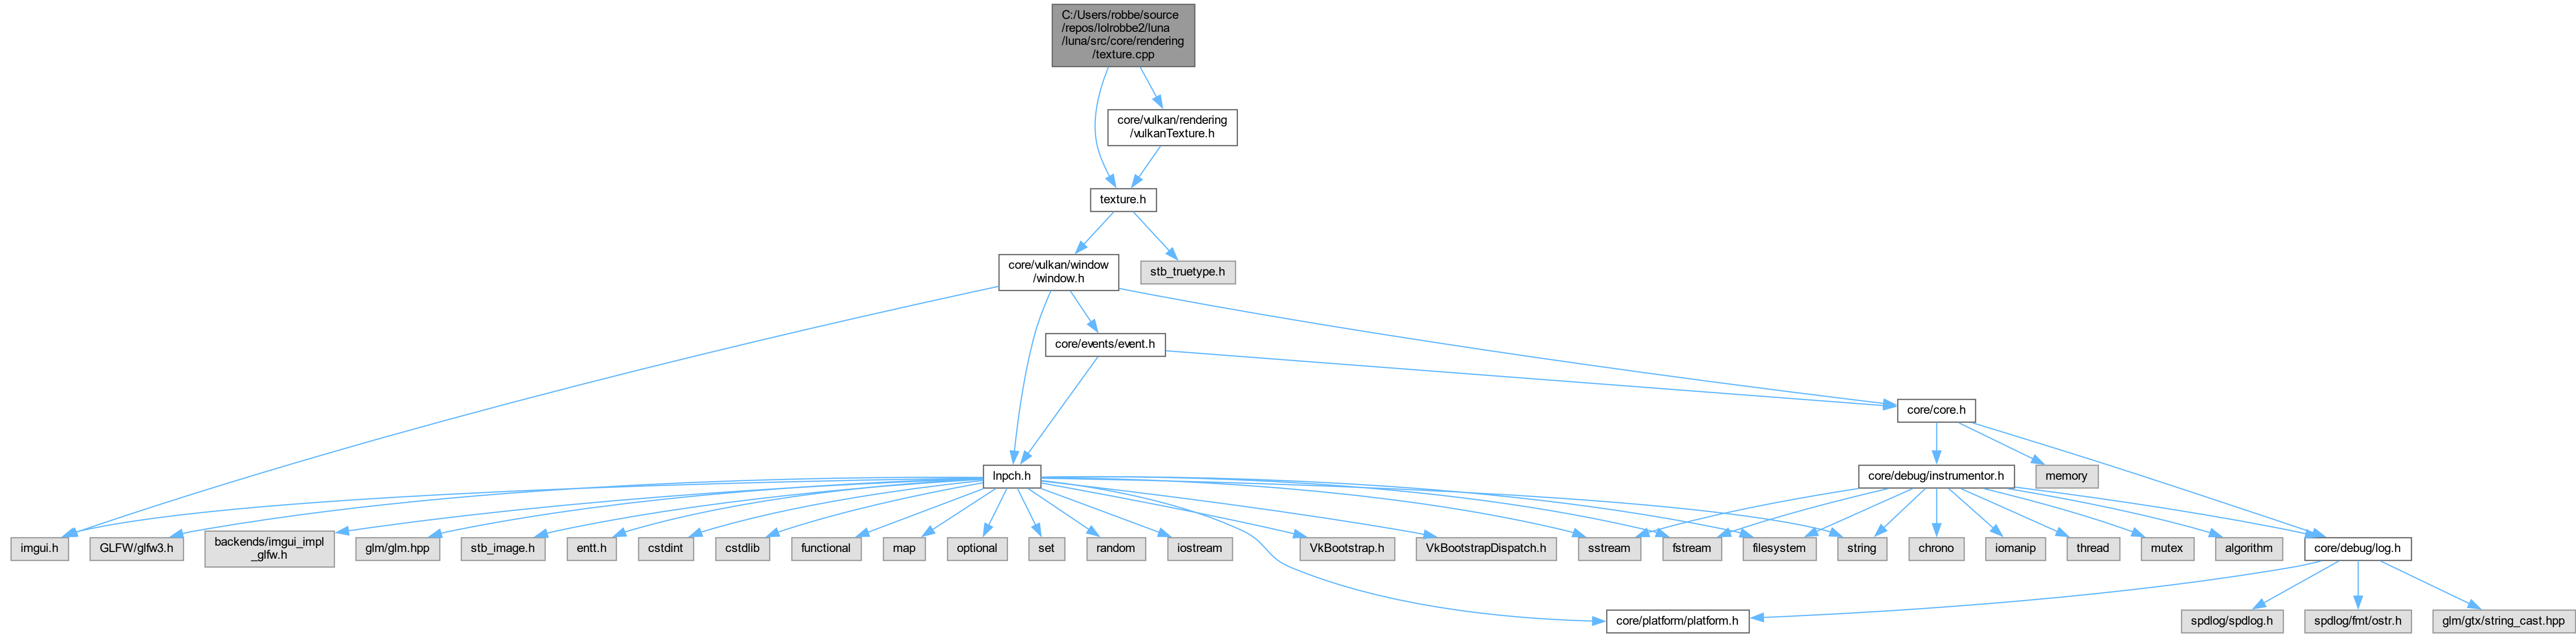 C:/Users/robbe/source
/repos/lolrobbe2/luna
/luna/src/core/rendering
/texture.cpp
core/vulkan/rendering
/vulkanTexture.h
texture.h
core/vulkan/window
/window.h
stb_truetype.h
core/events/event.h
core/core.h
lnpch.h
core/debug/instrumentor.h
memory
imgui.h
GLFW/glfw3.h
backends/imgui_impl
_glfw.h
glm/glm.hpp
stb_image.h
entt.h
cstdint
cstdlib
functional
map
optional
set
random
iostream
VkBootstrap.h
VkBootstrapDispatch.h
sstream
fstream
filesystem
string
chrono
iomanip
thread
mutex
algorithm
core/debug/log.h
core/platform/platform.h
spdlog/spdlog.h
spdlog/fmt/ostr.h
glm/gtx/string_cast.hpp